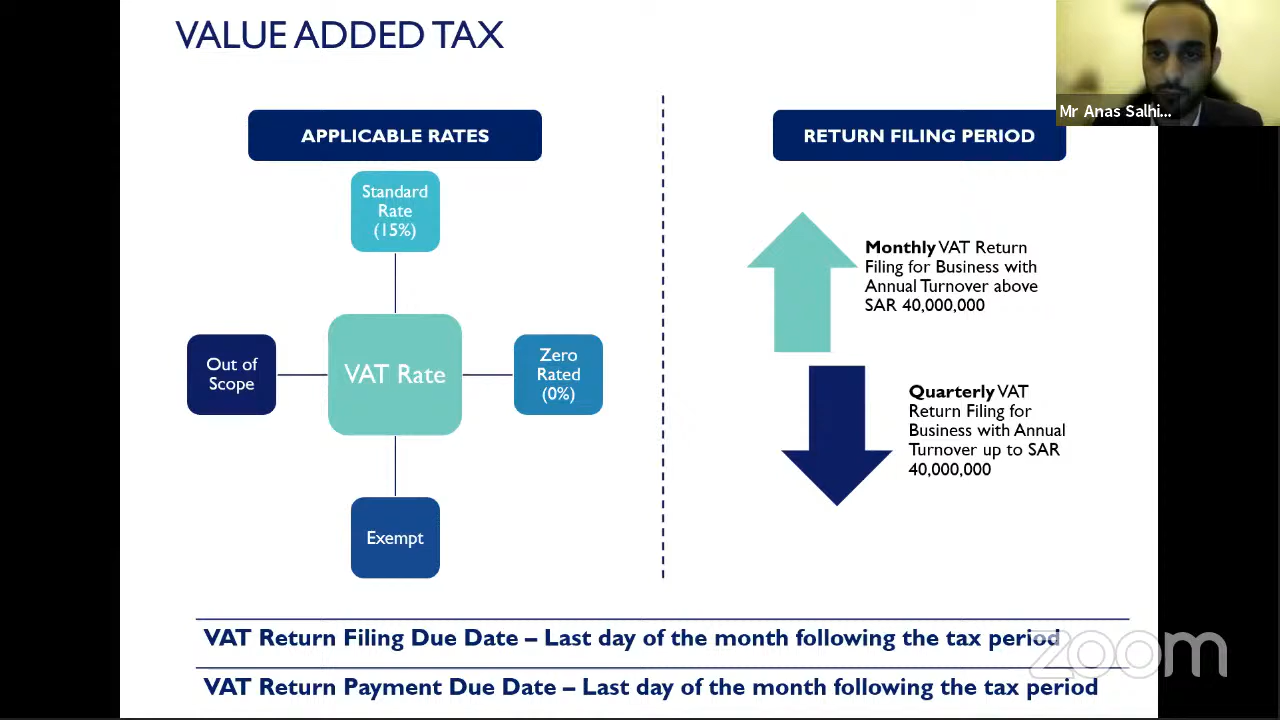 VALUE ADDED TAX
Mr Anas Salhi...
APPLICABLE RATES
Standard
Rate
(15%)
Out of
Scope
VAT Rate
Zero
Rated
(0%)
Exempt
RETURN FILING PERIOD
Monthly VAT Return
Filing for Business with
Annual Turnover above
SAR 40,000,000
Quarterly VAT
Return Filing for
Business with Annual
Turnover up to SAR
40,000,000
VAT Return Filing Due Date – Last day of the month following the tax period
VAT Return Payment Due Date – Last day of the month following the tax period
zoom